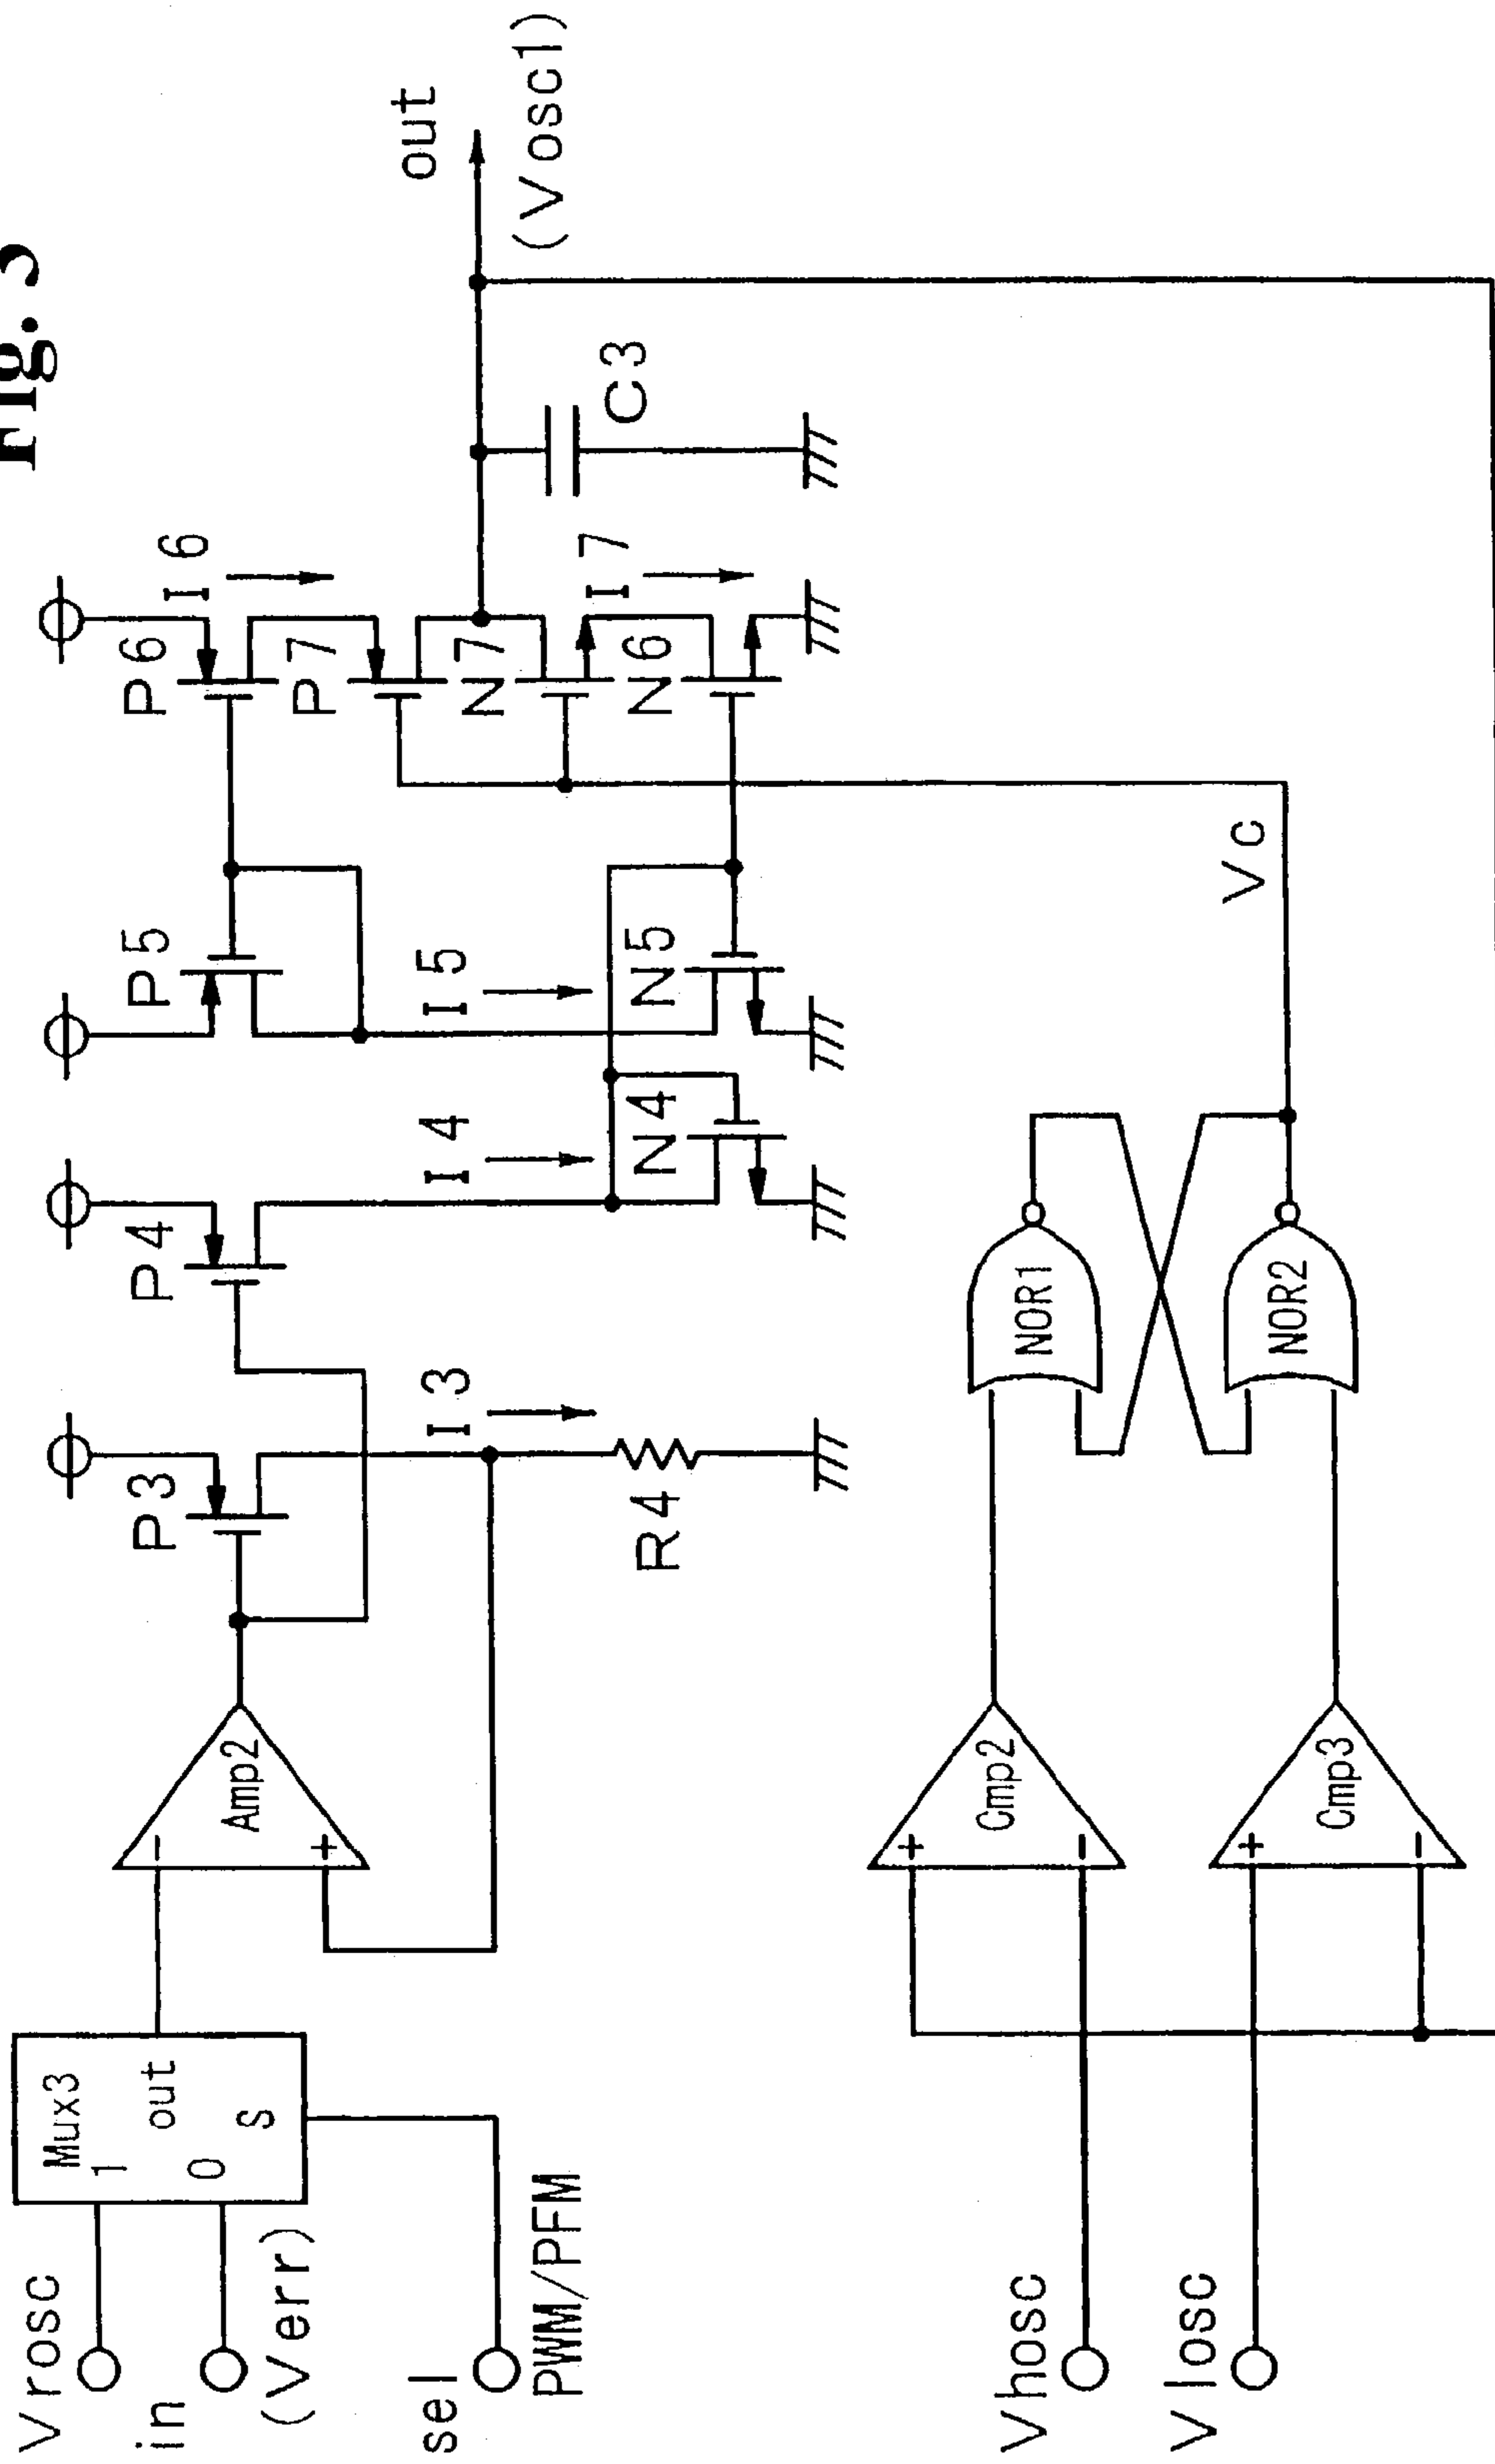 Fig. 3
Vrosc
in
(Verr)
sel
PWM/PFM
Mux3
1
out
0
S
-
Amp2
+
P3
I3
R4
P4
I4
N4
P5
I5
N5
P6
I6
P7
N7
I7
N6
C3
out
(Vosc1)
Vhosc
Vlosc
+
Cmp2
-
+
Cmp3
-
NOR1
NOR2
Vc